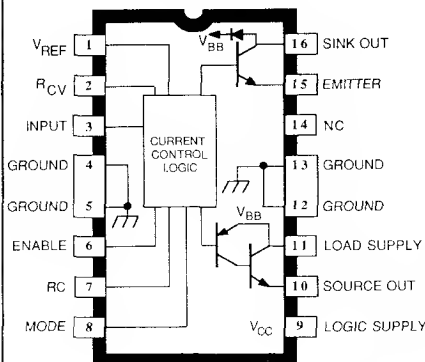 VREF 1
RCV 2
INPUT 3
GROUND 4
GROUND 5
ENABLE 6
RC 7
MODE 8
VBB
CURRENT
CONTROL
LOGIC
VBB
VCC
16 SINK OUT
15 EMITTER
14 NC
13 GROUND
12 GROUND
11 LOAD SUPPLY
10 SOURCE OUT
9 LOGIC SUPPLY